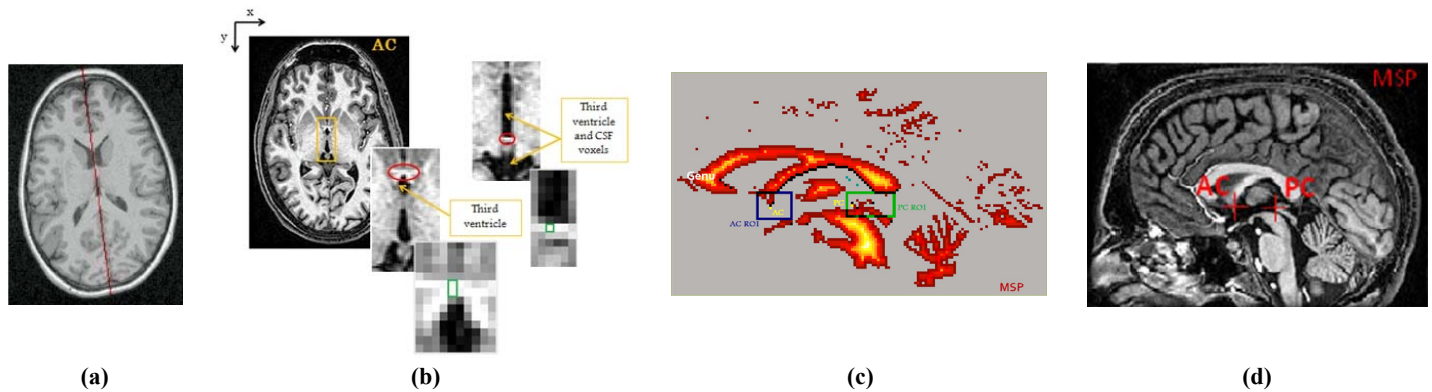 x
y
AC
Third
ventricle
and CSF
voxels
Third
ventricle
Genu
AC
AC ROI
PC
PC ROI
MSP
MSP
AC
PC
(a)
(b)
(c)
(d)